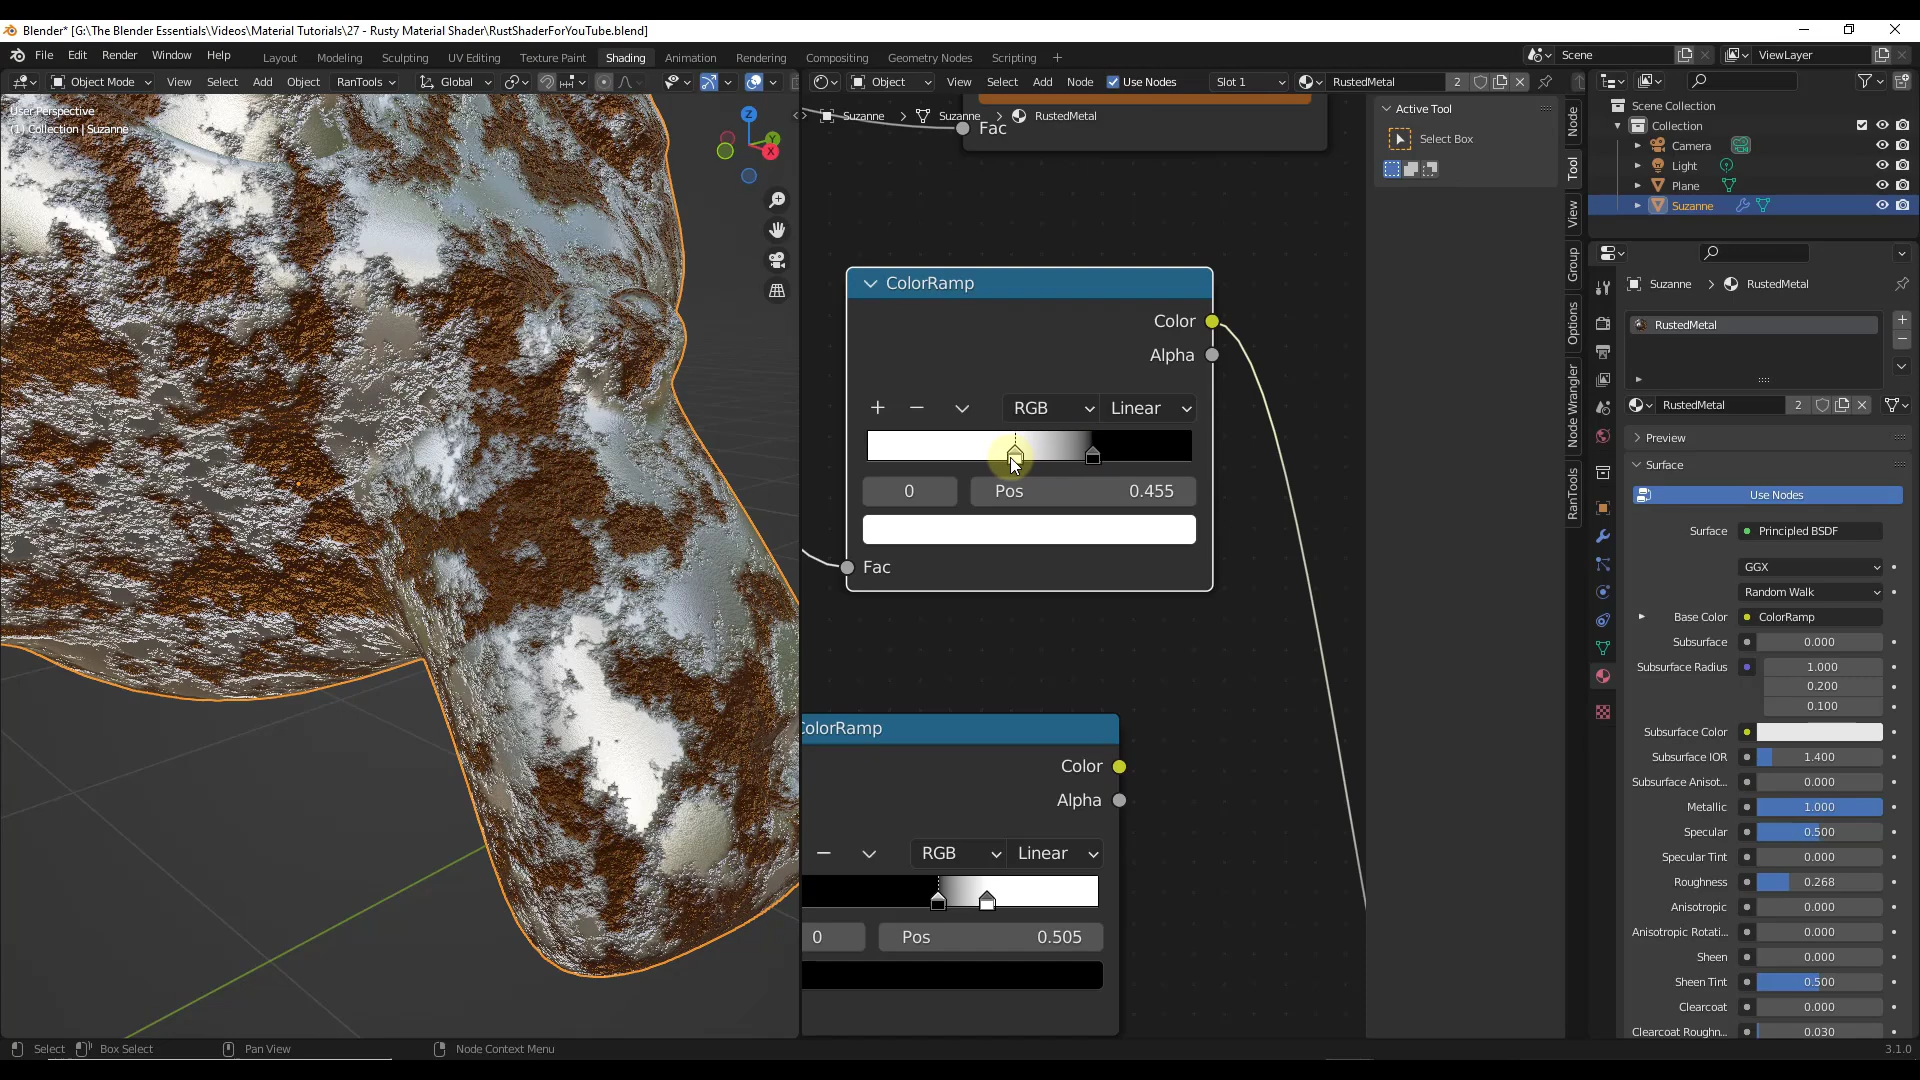 Blender* [G:\The Blender Essentials\Videos\Material Tutorials\27 - Rusty Material Shader\RustShaderForYouTube.blend]
File Edit Render Window Help Layout Modeling Sculpting UV Editing Texture Paint Shading Animation Rendering Compositing Geometry Nodes Scripting + Scene ViewLayer
Object Mode View Select Add Object RanTools Global Object View Select Add Node Use Nodes Slot 1 RustedMetal 2
User Perspective
(1) Collection | Suzanne
Suzanne > Suzanne > RustedMetal
Fac
Active Tool
Select Box
Node
Tool
View
Group
Options
Node Wrangler
RanTools
ColorRamp
Color
Alpha
RGB Linear
0 Pos 0.455
Fac
ColorRamp
Color
Alpha
RGB Linear
0 Pos 0.505
Scene Collection
Collection
Camera
Light
Plane
Suzanne
Suzanne > RustedMetal
RustedMetal
RustedMetal 2
Preview
Surface
Use Nodes
Surface Principled BSDF
GGX
Random Walk
Base Color ColorRamp
Subsurface 0.000
Subsurface Radius 1.000
0.200
0.100
Subsurface Color
Subsurface IOR 1.400
Subsurface Anisot... 0.000
Metallic 1.000
Specular 0.500
Specular Tint 0.000
Roughness 0.268
Anisotropic 0.000
Anisotropic Rotati... 0.000
Sheen 0.000
Sheen Tint 0.500
Clearcoat 0.000
Clearcoat Roughn... 0.030
Select Box Select Pan View Node Context Menu 3.1.0